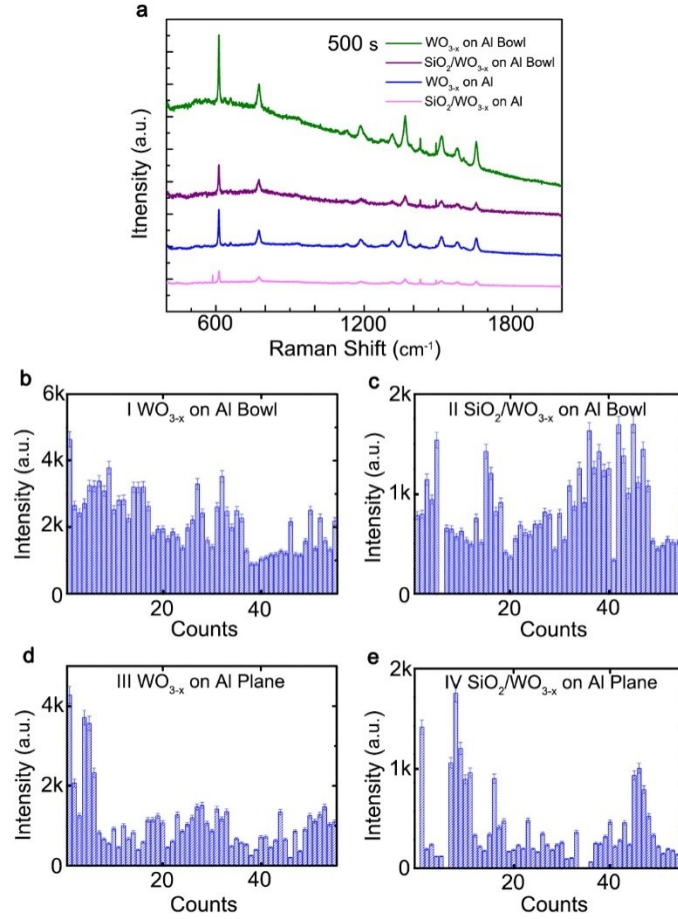 a
500 s
WO3-x on Al Bowl
SiO2/WO3-x on Al Bowl
WO3-x on Al
SiO2/WO3-x on Al
Itnensity (a.u.)
600 1200 1800
Raman Shift (cm-1)
b
I WO3-x on Al Bowl
Intensity (a.u.)
6k
4k
2k
0
0 20 40
Counts
c
II SiO2/WO3-x on Al Bowl
Intensity (a.u.)
2k
1k
0
0 20 40
Counts
d
III WO3-x on Al Plane
Intensity (a.u.)
4k
2k
0
20 40
Counts
e
IV SiO2/WO3-x on Al Plane
Intensity (a.u.)
2k
1k
0
0 20 40
Counts